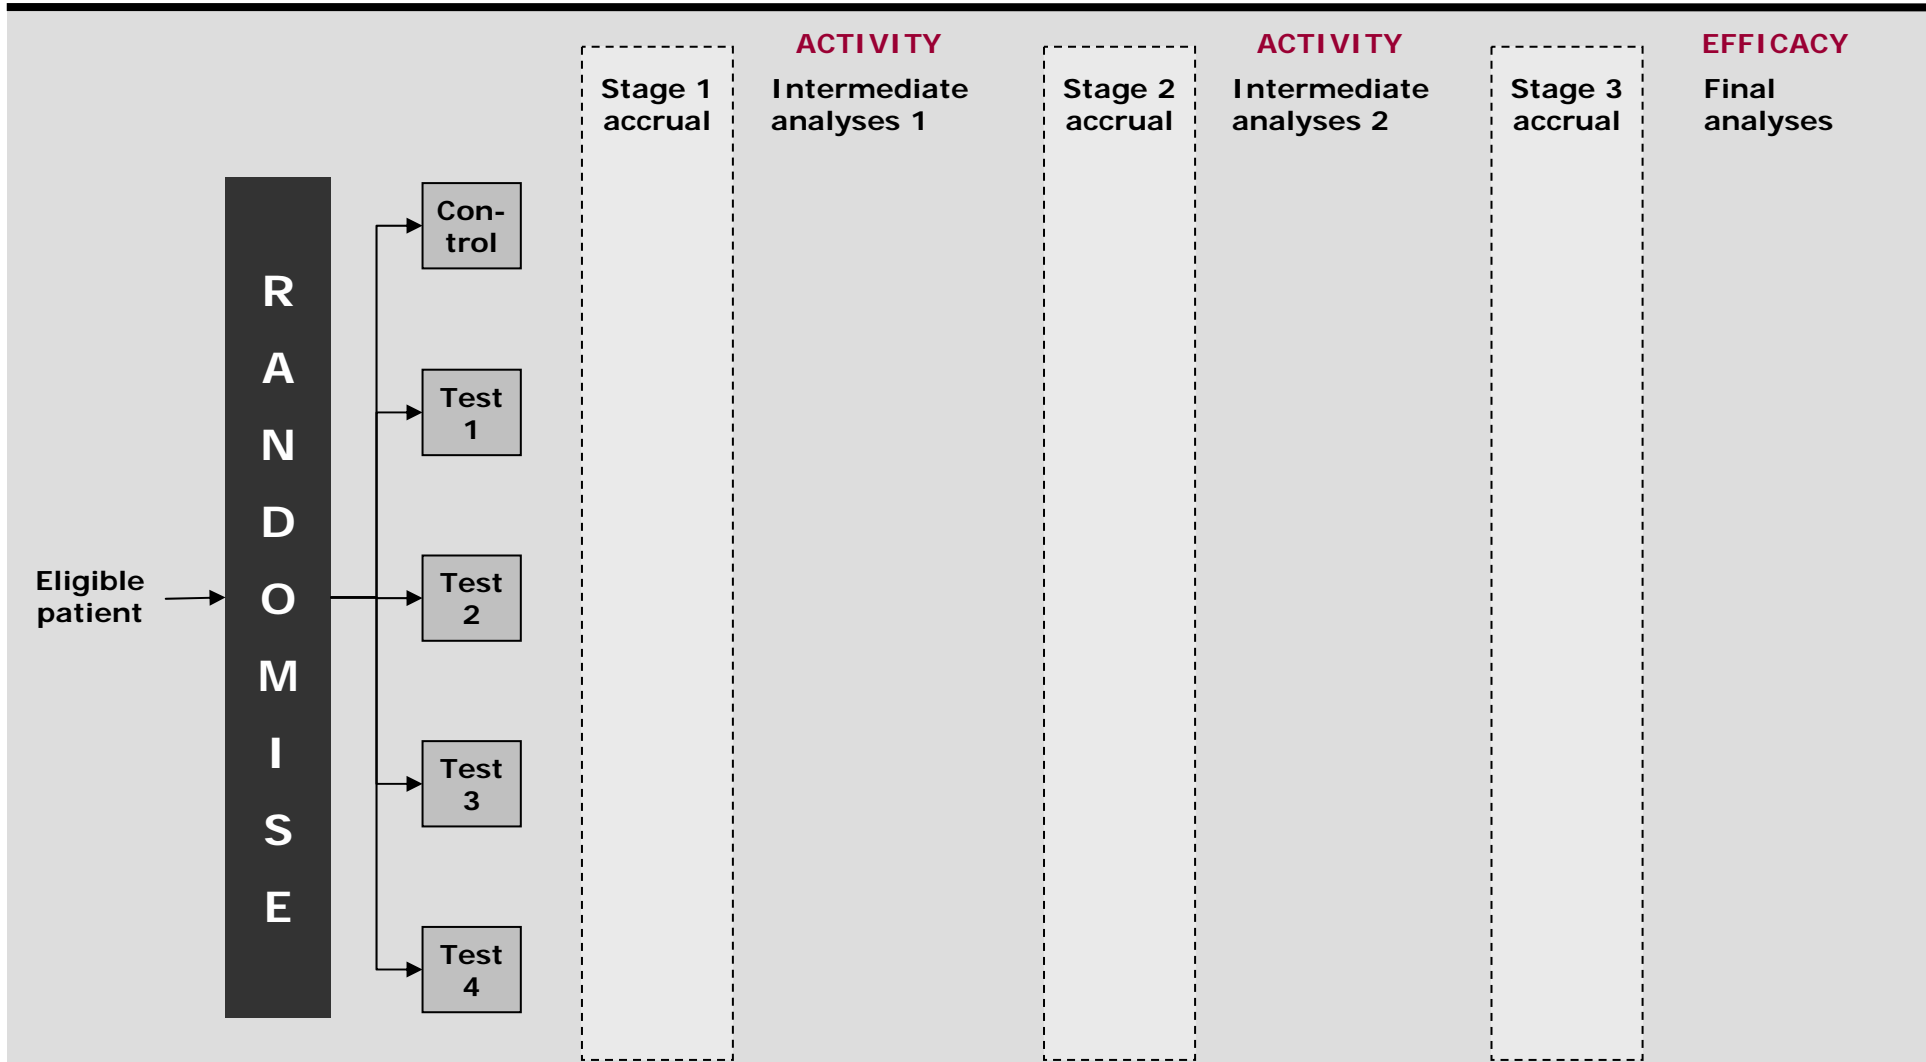 ACTIVITY
ACTIVITY
EFFICACY
Stage 1
accrual
Intermediate
analyses 1
Stage 2
accrual
Intermediate
analyses 2
Stage 3
accrual
Final
analyses
Eligible
patient
R
A
N
D
O
M
I
S
E
Con-
trol
Test
1
Test
2
Test
3
Test
4